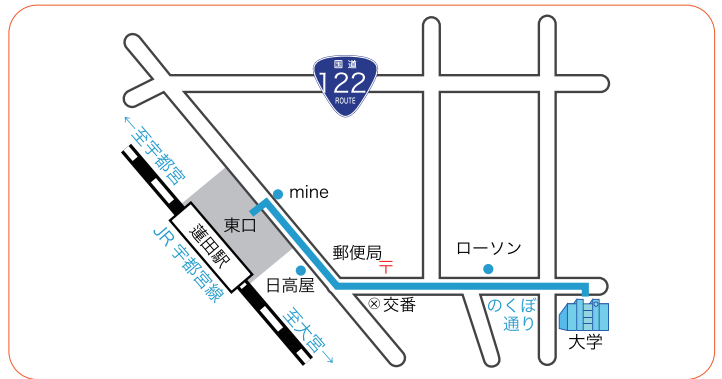 国道
122
ROUTE
←至宇都宮
mine
東口
蓮田駅
JR宇都宮線
郵便局
〒
ローソン
日高屋
交番
のくぼ
通り
至大宮→
大学